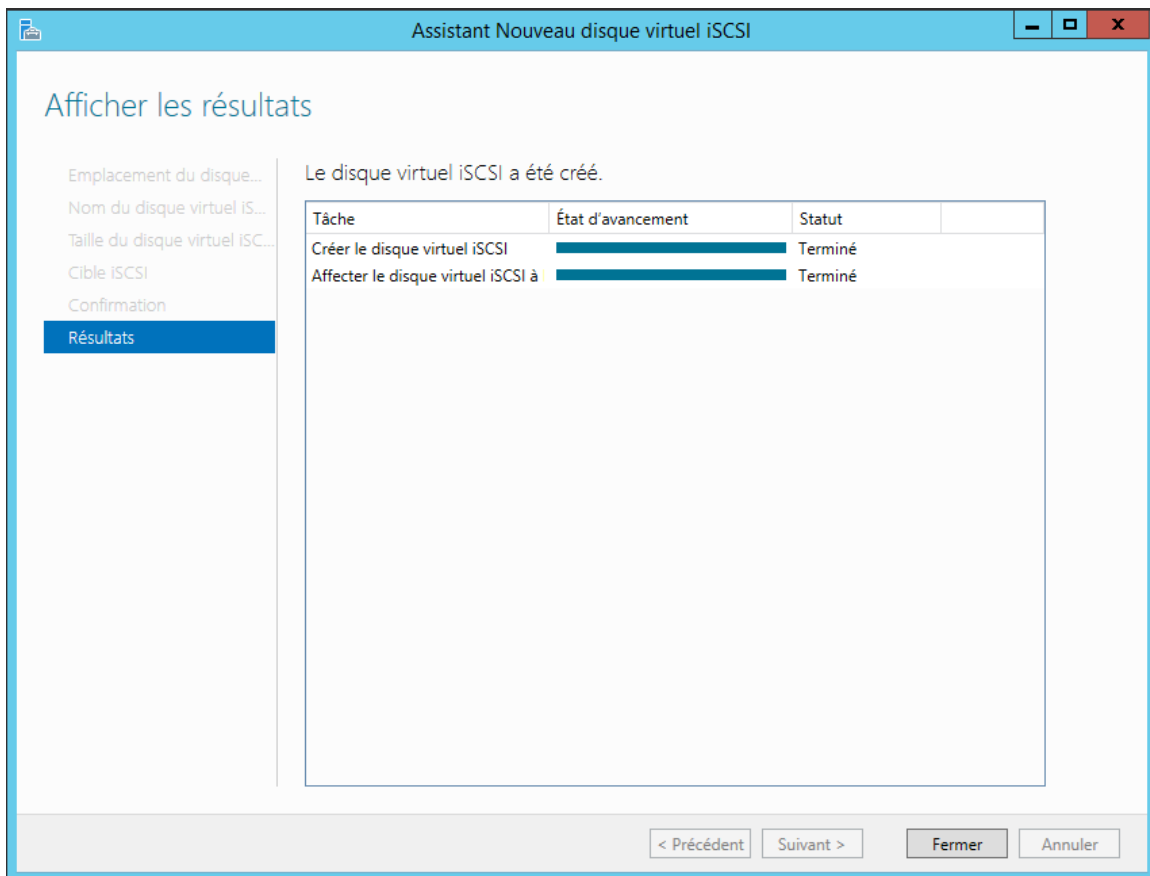 Assistant Nouveau disque virtuel iSCSI
Afficher les résultats
Emplacement du disque...
Nom du disque virtuel iS...
Taille du disque virtuel iSC...
Cible iSCSI
Confirmation
Résultats
Le disque virtuel iSCSI a été créé.
Tâche État d'avancement Statut
Créer le disque virtuel iSCSI Terminé
Affecter le disque virtuel iSCSI à Terminé
< Précédent Suivant > Fermer Annuler